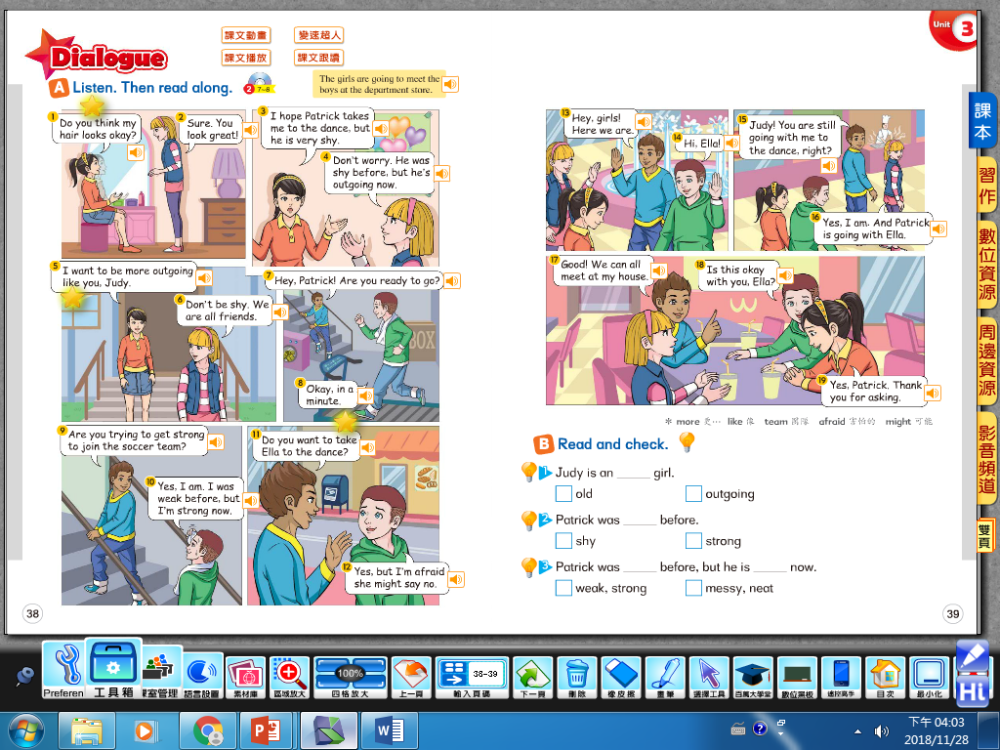 Dialogue
課文動畫
變速超人
課文播放
課文跟讀
A Listen. Then read along.
2 7~8
The girls are going to meet the
boys at the department store.
Unit 3
1 Do you think my
hair looks okay?
2 Sure. You
look great!
3 I hope Patrick takes
me to the dance, but
he is very shy.
4 Don't worry. He was
shy before, but he's
outgoing now.
5 I want to be more outgoing
like you, Judy.
6 Don't be shy. We
are all friends.
7 Hey, Patrick! Are you ready to go?
BOX
8 Okay, in a
minute.
9 Are you trying to get strong
to join the soccer team?
10 Yes, I am. I was
weak before, but
I'm strong now.
11 Do you want to take
Ella to the dance?
12 Yes, but I'm afraid
she might say no.
38
13 Hey, girls!
Here we are.
14 Hi, Ella!
15 Judy! You are still
going with me to
the dance, right?
16 Yes, I am. And Patrick
is going with Ella.
17 Good! We can all
meet at my house.
18 Is this okay
with you, Ella?
19 Yes, Patrick. Thank
you for asking.
＊ more 更… like 像 team 團隊 afraid 害怕的 might 可能
B Read and check.
1 Judy is an _____ girl.
old outgoing
2 Patrick was _____ before.
shy strong
3 Patrick was _____ before, but he is _____ now.
weak, strong messy, neat
39
課本
習作
數位資源
周邊資源
影音頻道
雙頁
Preferen
工具箱
課室管理
語言設置
素材庫
區域放大
100%
四格放大
上一頁
38-39
輸入頁碼
下一頁
刪除
橡皮擦
畫筆
選擇工具
百萬大學堂
數位黑板
遙控高手
目次
最小化
Hi
下午 04:03
2018/11/28